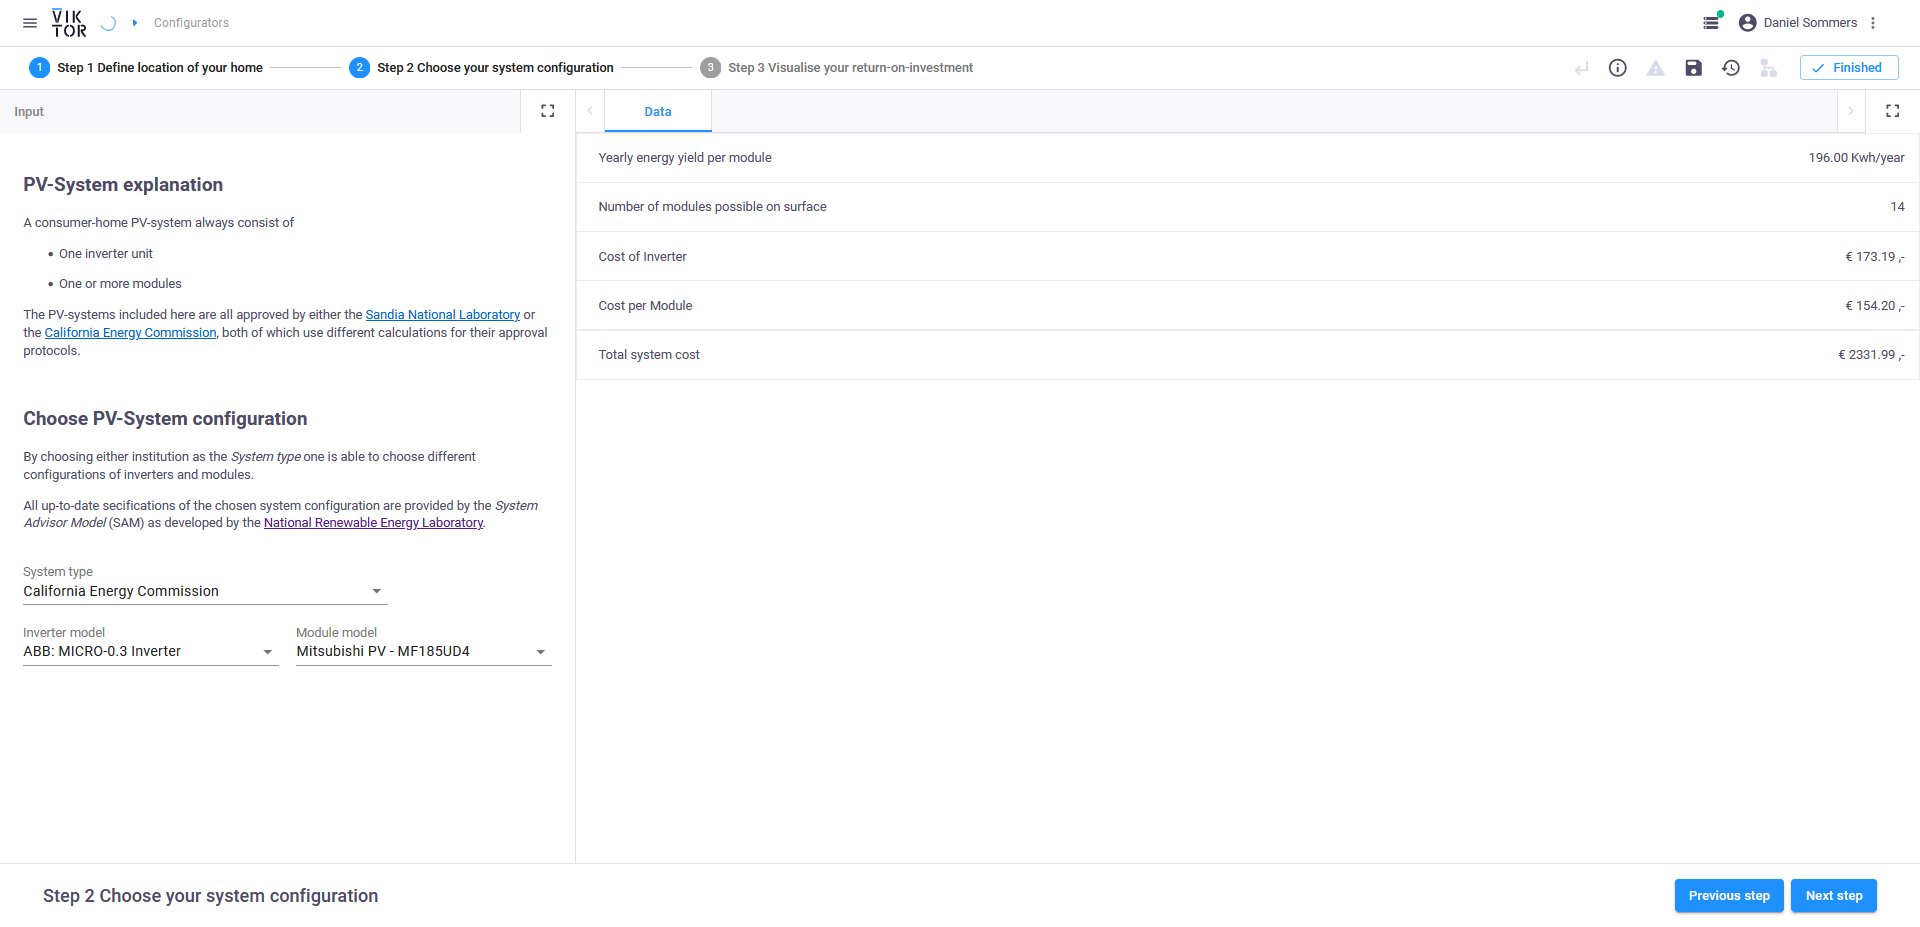 VIK
TOR
Configurators
Daniel Sommers
1 Step 1 Define location of your home
2 Step 2 Choose your system configuration
3 Step 3 Visualise your return-on-investment
Finished
Input
Data
PV-System explanation
A consumer-home PV-system always consist of
• One inverter unit
• One or more modules
The PV-systems included here are all approved by either the Sandia National Laboratory or
the California Energy Commission, both of which use different calculations for their approval
protocols.
Choose PV-System configuration
By choosing either institution as the System type one is able to choose different
configurations of inverters and modules.
All up-to-date secifications of the chosen system configuration are provided by the System
Advisor Model (SAM) as developed by the National Renewable Energy Laboratory.
System type
California Energy Commission
Inverter model
ABB: MICRO-0.3 Inverter
Module model
Mitsubishi PV - MF185UD4
Yearly energy yield per module 196.00 Kwh/year
Number of modules possible on surface 14
Cost of Inverter € 173.19 ,-
Cost per Module € 154.20 ,-
Total system cost € 2331.99 ,-
Step 2 Choose your system configuration
Previous step
Next step